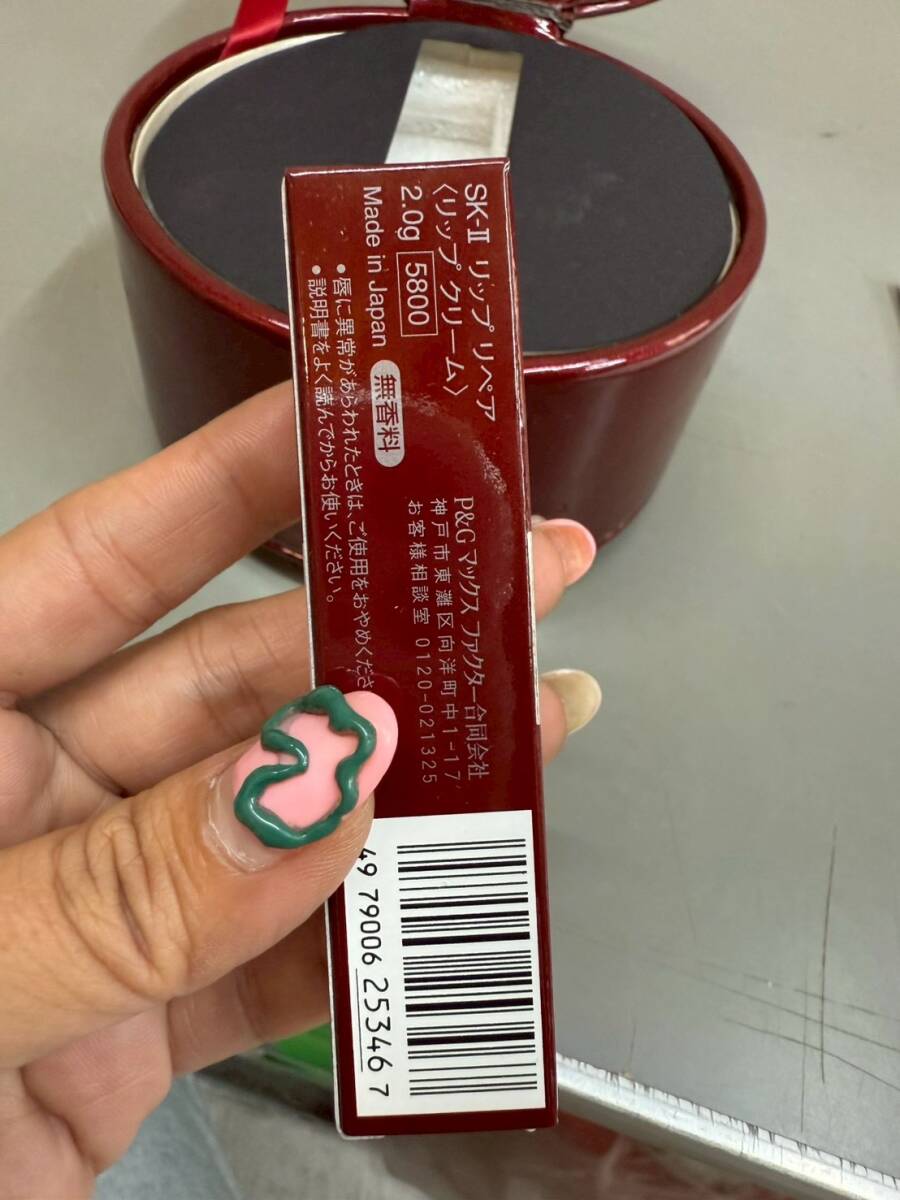 SK-II リップ リペア
〈リップ クリーム〉
2.0g 5800
Made in Japan 無香料
•唇に異常があらわれたときは、ご使用をおやめくださ
•説明書をよく読んでからお使いください。
P&G マックス ファクター合同会社
神戸市東灘区向洋町中1-17
お客様相談室 0120-021325
49 79006 25346 7